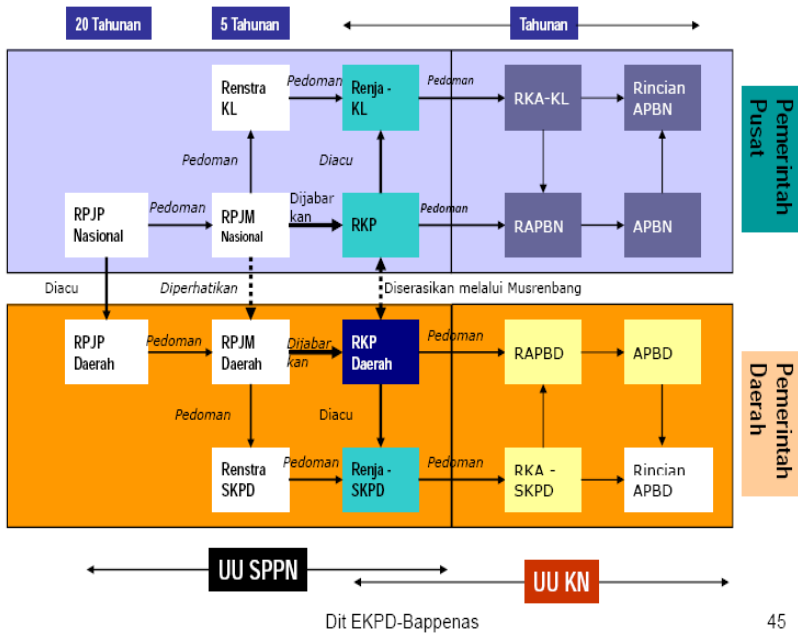 20 Tahunan
5 Tahunan
Tahunan
Renstra
KL
Pedoman
Renja -
KL
Pedoman
RKA-KL
Rincian
APBN
Pemerintah
Pusat
Pedoman
Diacu
RPJP
Nasional
Pedoman
RPJM
Nasional
Dijabar
kan
RKP
Pedoman
RAPBN
APBN
Diacu
Diperhatikan
Diserasikan melalui Musrenbang
RPJP
Daerah
Pedoman
RPJM
Daerah
Dijabar
kan
RKP
Daerah
Pedoman
RAPBD
APBD
Pemerintah
Daerah
Pedoman
Diacu
Renstra
SKPD
Pedoman
Renja -
SKPD
Pedoman
RKA -
SKPD
Rincian
APBD
UU SPPN
UU KN
Dit EKPD-Bappenas
45